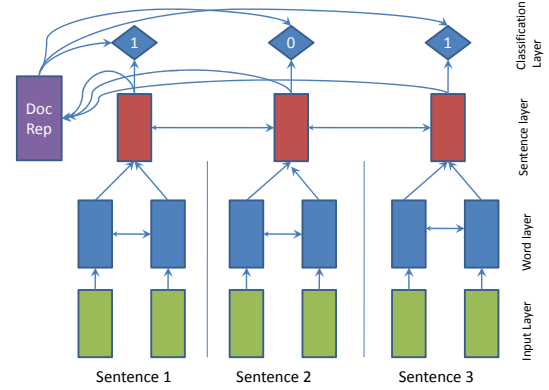 1
0
1
Classification
Layer
Doc
Rep
Sentence layer
Word layer
Input Layer
Sentence 1
Sentence 2
Sentence 3